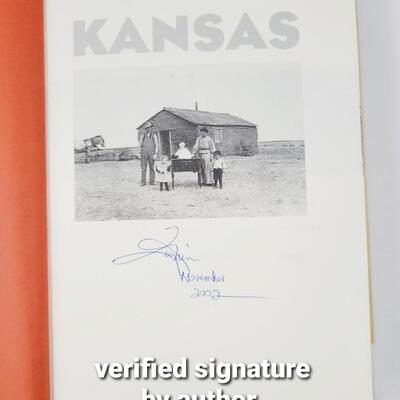 KANSAS
November
2002
verified signature
by author